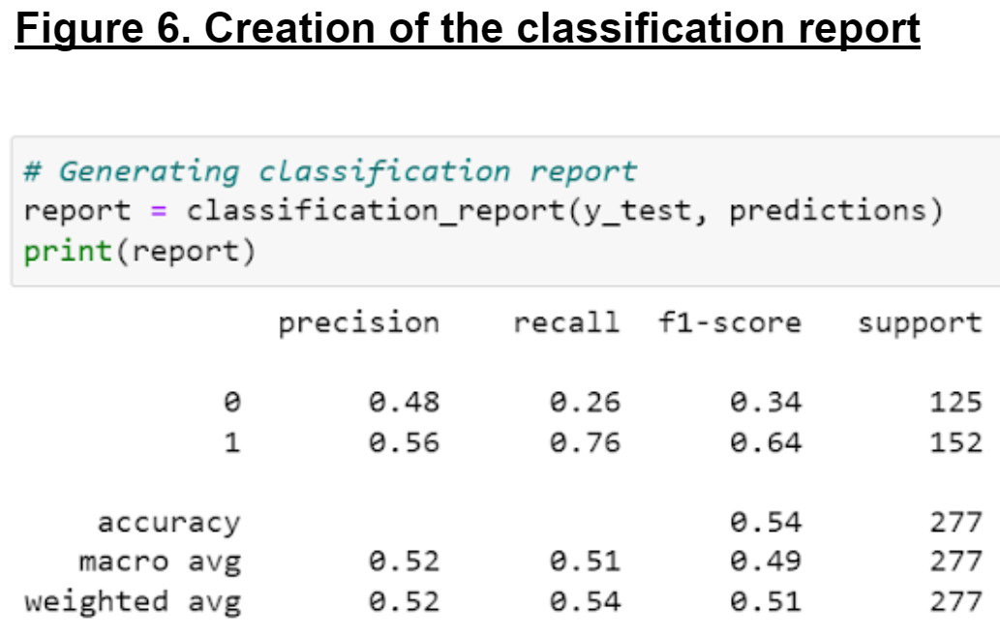 Figure 6. Creation of the classification report
# Generating classification report
report = classification_report(y_test, predictions)
print(report)
precision recall f1-score support
0 0.48 0.26 0.34 125
1 0.56 0.76 0.64 152
accuracy 0.54 277
macro avg 0.52 0.51 0.49 277
weighted avg 0.52 0.54 0.51 277